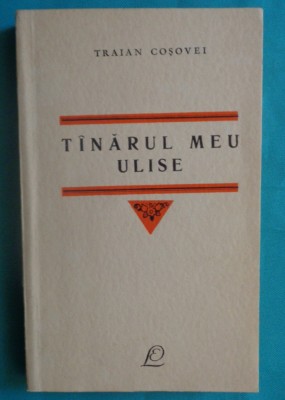 TRAIAN COȘOVEI
TÎNĂRUL MEU
ULISE